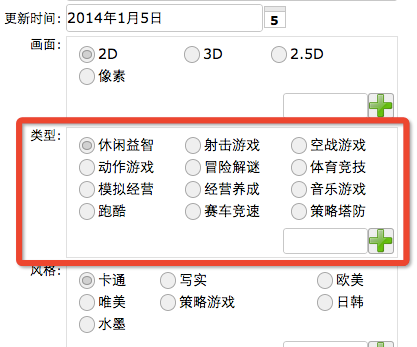 更新时间: 2014年1月5日 5
画面: 2D 3D 2.5D
像素
类型: 休闲益智 射击游戏 空战游戏
动作游戏 冒险解谜 体育竞技
模拟经营 经营养成 音乐游戏
跑酷 赛车竞速 策略塔防
风格: 卡通 写实 欧美
唯美 策略游戏 日韩
水墨